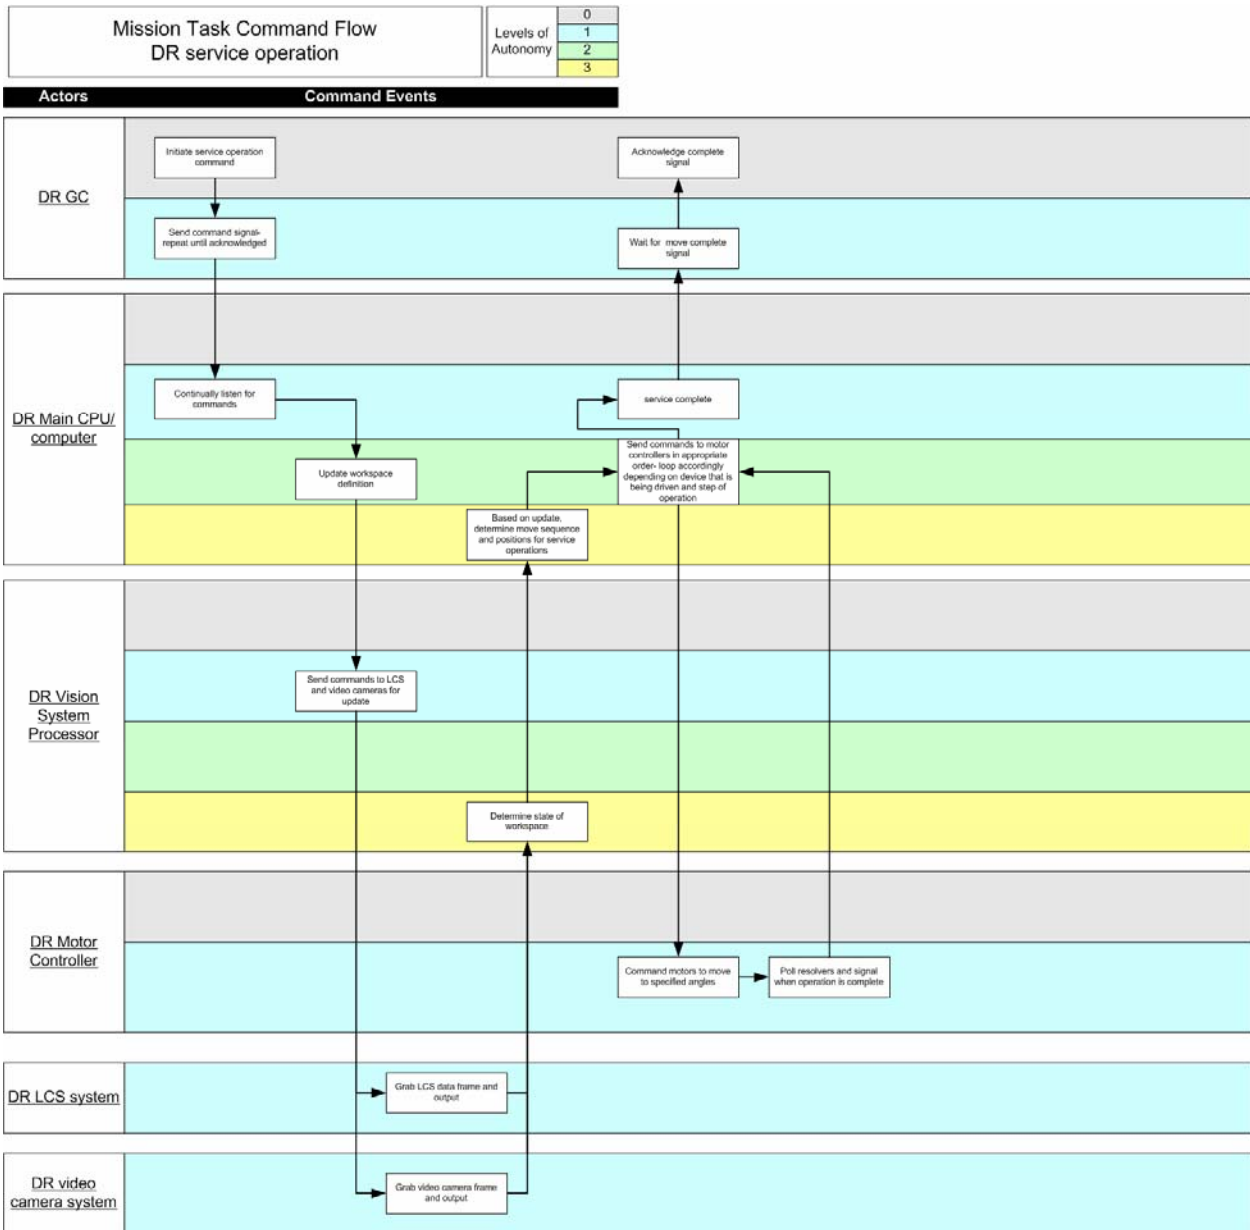 Mission Task Command Flow
DR service operation
Levels of
Autonomy
0
1
2
3
Actors
Command Events
DR GC
Initiate service operation
command
Acknowledge complete
signal
Send command signal-
repeat until acknowledged
Wait for move complete
signal
DR Main CPU/
computer
Continually listen for
commands
service complete
Update workspace
definition
Send commands to motor
controllers in appropriate
order- loop accordingly
depending on device that is
being driven and step of
operation
Based on update,
determine move sequence
and positions for service
operations
DR Vision
System
Processor
Send commands to LCS
and video cameras for
update
Determine state of
workspace
DR Motor
Controller
Command motors to move
to specified angles
Poll resolvers and signal
when operation is complete
DR LCS system
Grab LCS data frame and
output
DR video
camera system
Grab video camera frame
and output